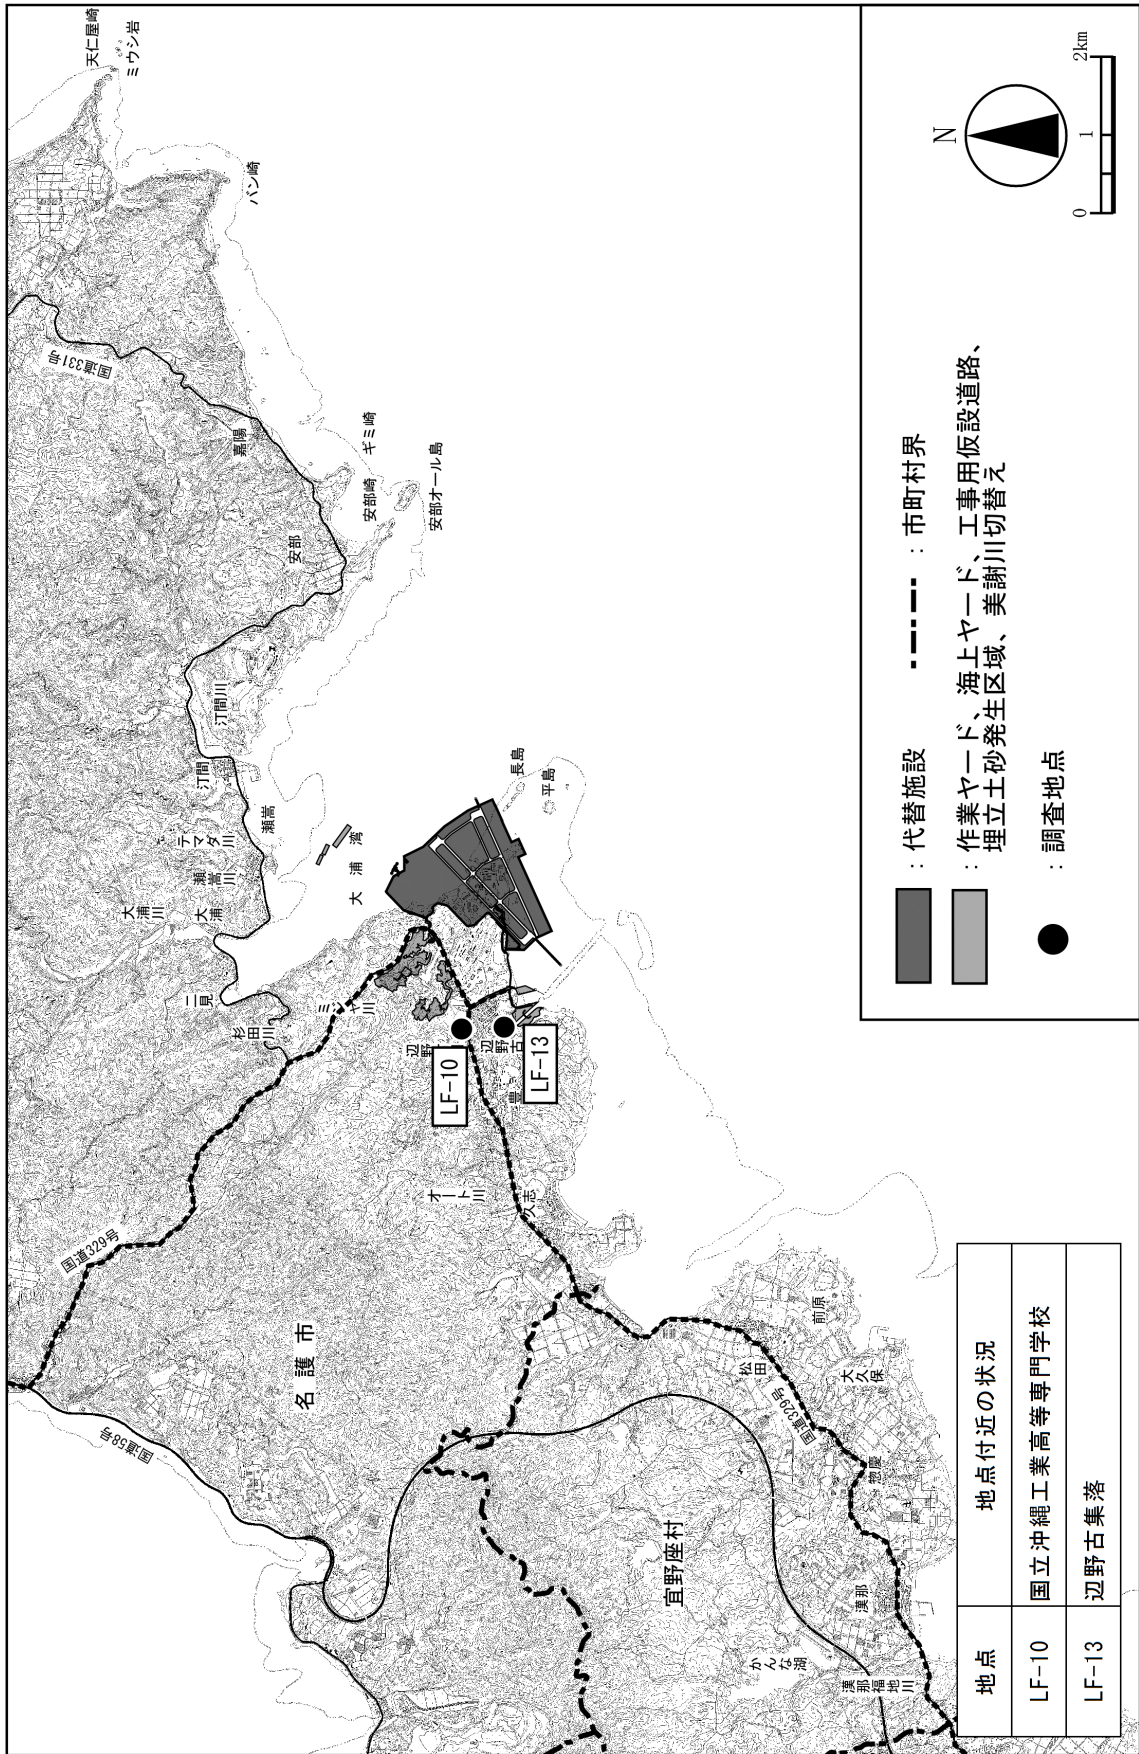 天仁屋崎
ミウシ岩
バン崎
国道331号
嘉陽
ギミ崎
安部崎
安部オール島
安部
汀間川
汀間
瀬嵩
テマダ川
瀬嵩川
大浦川
大浦
大浦湾
二見
杉田川
ミジャ川
長島
平島
辺野古
LF-10
LF-13
豊
オート川
久志
国道329号
国道58号
名護市
前原
松田
大久保
国道329号
惣慶
宜野座村
漢那
かんな湖
漢那福地川
N
0 1 2km
：代替施設
：市町村界
：作業ヤード、海上ヤード、工事用仮設道路、
埋立土砂発生区域、美謝川切替え
：調査地点
地点 地点付近の状況
LF-10 国立沖縄工業高等専門学校
LF-13 辺野古集落